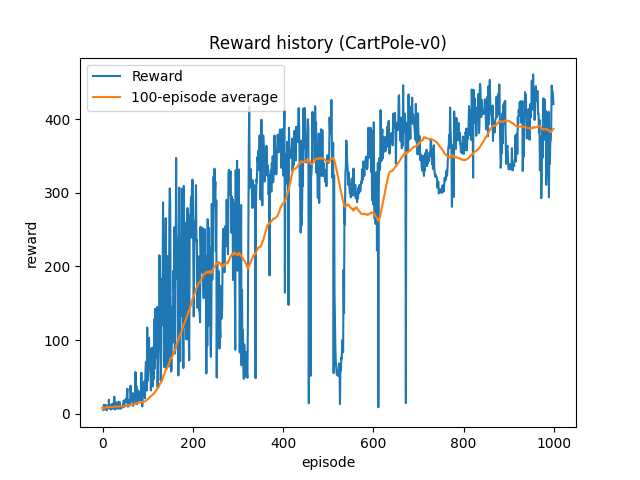 Reward history (CartPole-v0)
Reward
100-episode average
reward
400
300
200
100
0
0 200 400 600 800 1000
episode